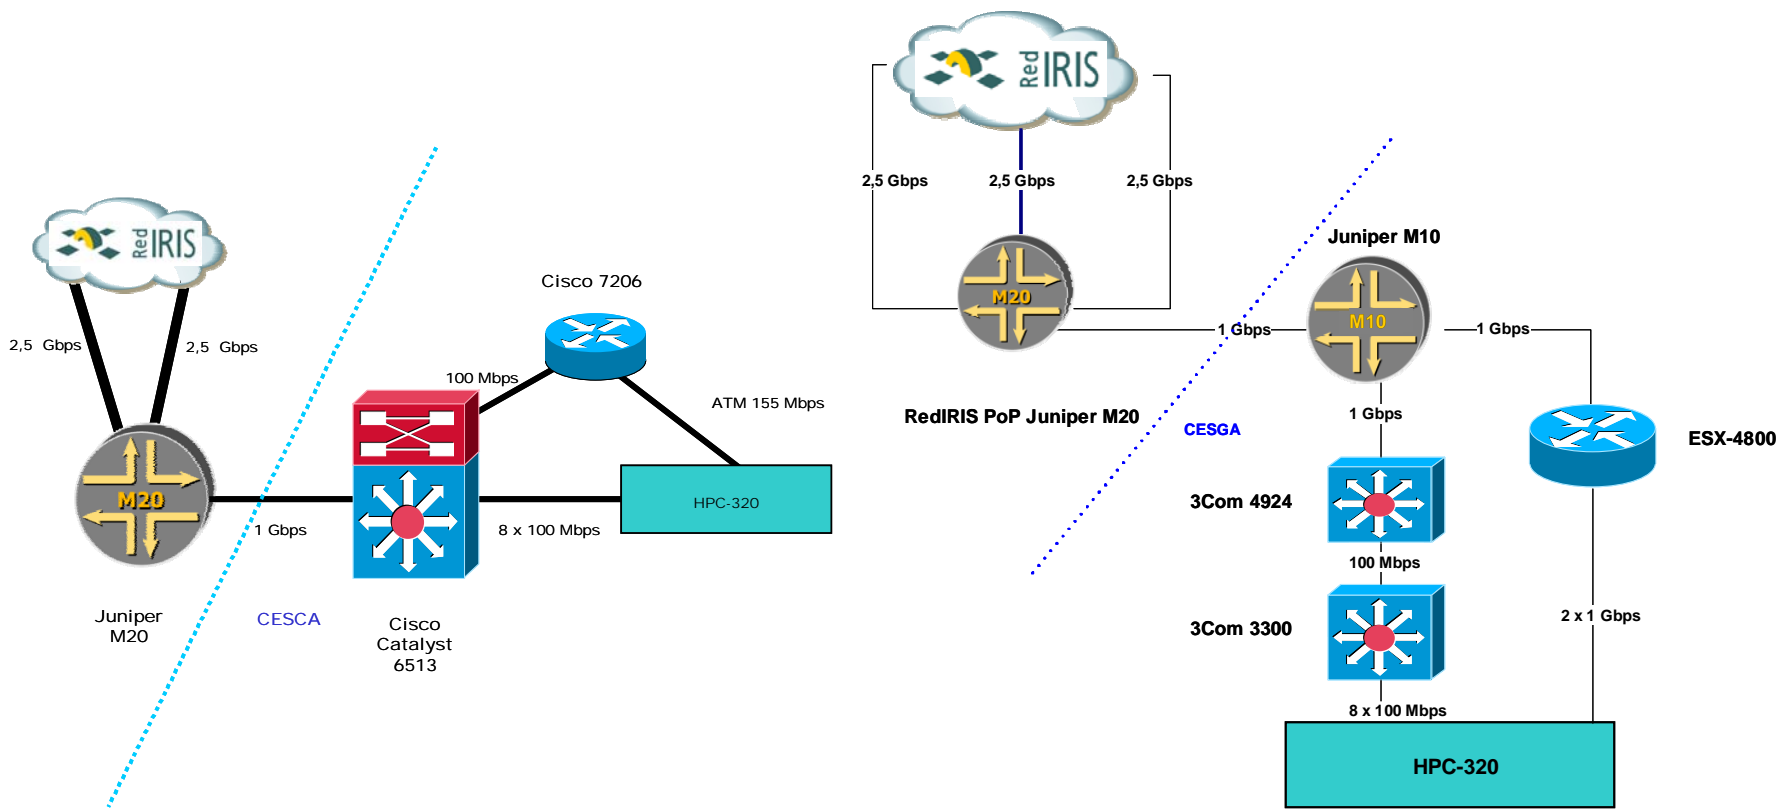 Red IRIS
2,5 Gbps
2,5 Gbps
M20
Juniper
M20
1 Gbps
CESCA
Cisco 7206
100 Mbps
ATM 155 Mbps
HPC-320
8 x 100 Mbps
Cisco
Catalyst
6513
Red IRIS
2,5 Gbps
2,5 Gbps
2,5 Gbps
M20
RedIRIS PoP Juniper M20
1 Gbps
CESGA
Juniper M10
M10
1 Gbps
1 Gbps
ESX-4800
3Com 4924
100 Mbps
3Com 3300
2 x 1 Gbps
8 x 100 Mbps
HPC-320